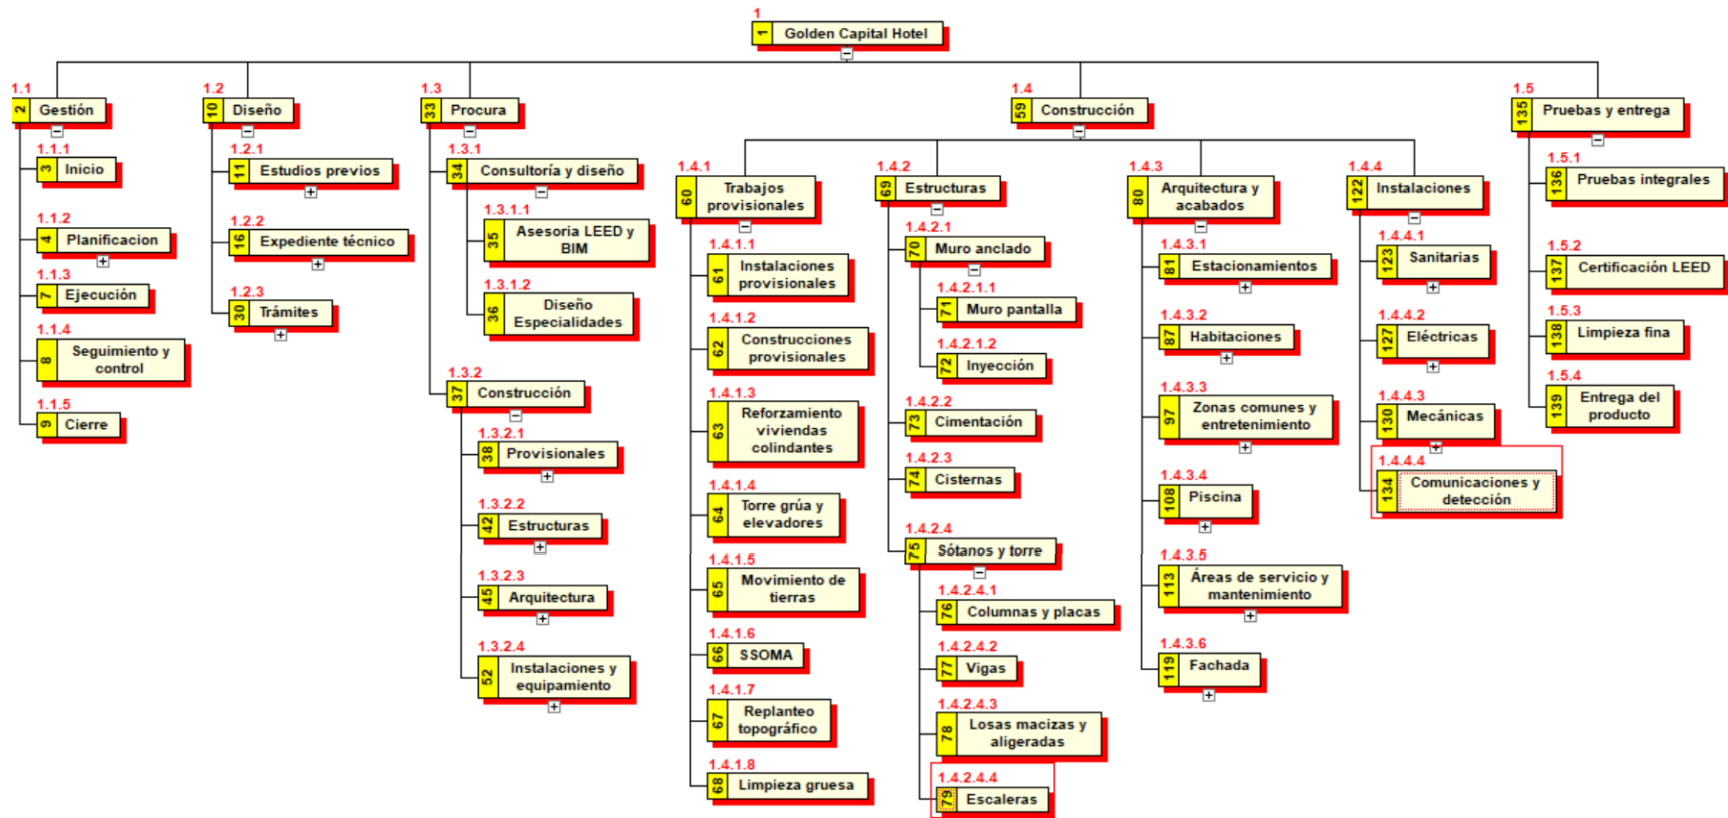 1
1
Golden Capital Hotel
1.1
2
Gestión
1.1.1
3
Inicio
1.1.2
4
Planificacion
1.1.3
7
Ejecución
1.1.4
8
Seguimiento y
control
1.1.5
9
Cierre
1.2
10
Diseño
1.2.1
11
Estudios previos
1.2.2
16
Expediente técnico
1.2.3
30
Trámites
1.3
33
Procura
1.3.1
34
Consultoría y diseño
1.3.1.1
35
Asesoria LEED y
BIM
1.3.1.2
36
Diseño
Especialidades
1.3.2
37
Construcción
1.3.2.1
38
Provisionales
1.3.2.2
42
Estructuras
1.3.2.3
45
Arquitectura
1.3.2.4
52
Instalaciones y
equipamiento
1.4
59
Construcción
1.4.1
60
Trabajos
provisionales
1.4.1.1
61
Instalaciones
provisionales
1.4.1.2
62
Construcciones
provisionales
1.4.1.3
63
Reforzamiento
viviendas
colindantes
1.4.1.4
64
Torre grúa y
elevadores
1.4.1.5
65
Movimiento de
tierras
1.4.1.6
66
SSOMA
1.4.1.7
67
Replanteo
topográfico
1.4.1.8
68
Limpieza gruesa
1.4.2
69
Estructuras
1.4.2.1
70
Muro anclado
1.4.2.1.1
71
Muro pantalla
1.4.2.1.2
72
Inyección
1.4.2.2
73
Cimentación
1.4.2.3
74
Cisternas
1.4.2.4
75
Sótanos y torre
1.4.2.4.1
76
Columnas y placas
1.4.2.4.2
77
Vigas
1.4.2.4.3
78
Losas macizas y
aligeradas
1.4.2.4.4
79
Escaleras
1.4.3
80
Arquitectura y
acabados
1.4.3.1
81
Estacionamientos
1.4.3.2
87
Habitaciones
1.4.3.3
97
Zonas comunes y
entretenimiento
1.4.3.4
108
Piscina
1.4.3.5
113
Áreas de servicio y
mantenimiento
1.4.3.6
119
Fachada
1.4.4
122
Instalaciones
1.4.4.1
123
Sanitarias
1.4.4.2
127
Eléctricas
1.4.4.3
130
Mecánicas
1.4.4.4
134
Comunicaciones y
detección
1.5
135
Pruebas y entrega
1.5.1
136
Pruebas integrales
1.5.2
137
Certificación LEED
1.5.3
138
Limpieza fina
1.5.4
139
Entrega del
producto